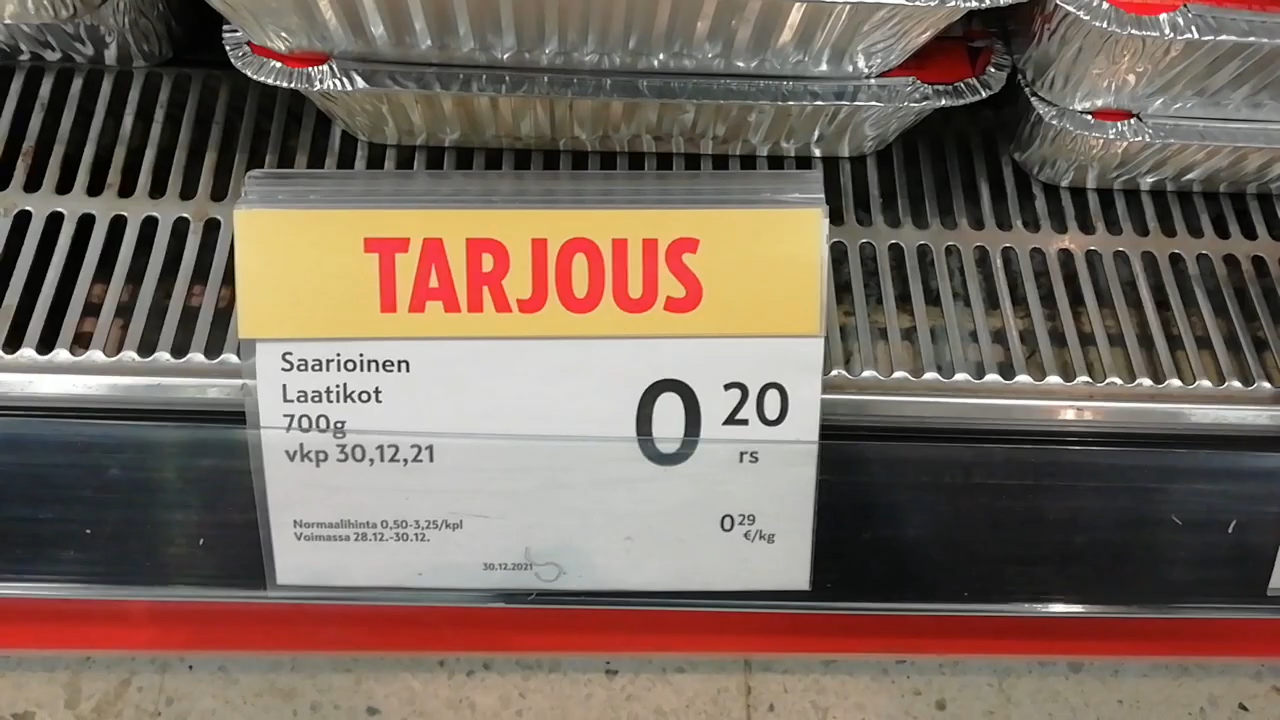 TARJOUS
Saarioinen
Laatikot
700g
vkp 30,12,21
0 20
rs
Normaalihinta 0,50-3,25/kpl
Voimassa 28.12.-30.12.
0 29
€/kg
30.12.2021